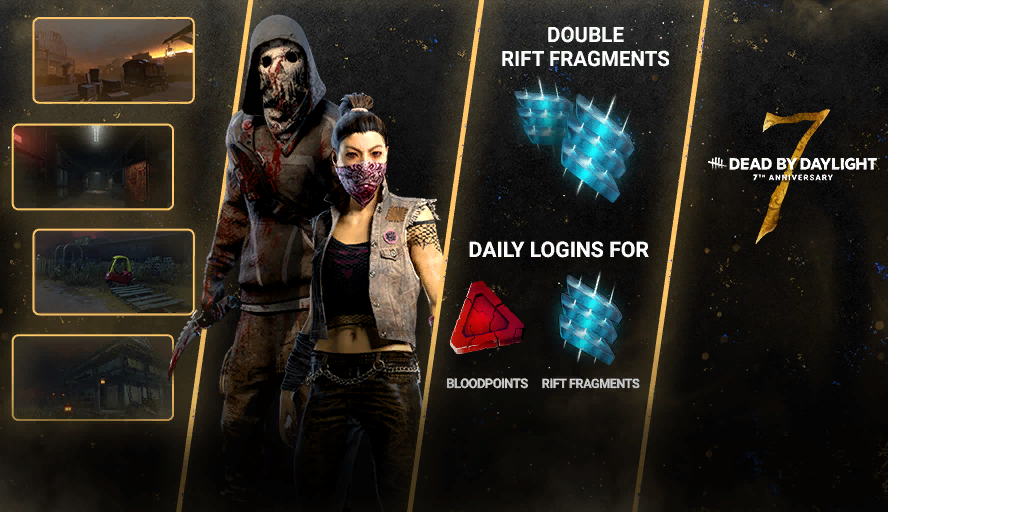 DOUBLE
RIFT FRAGMENTS
DAILY LOGINS FOR
BLOODPOINTS
RIFT FRAGMENTS
7
DEAD BY DAYLIGHT
7TH ANNIVERSARY